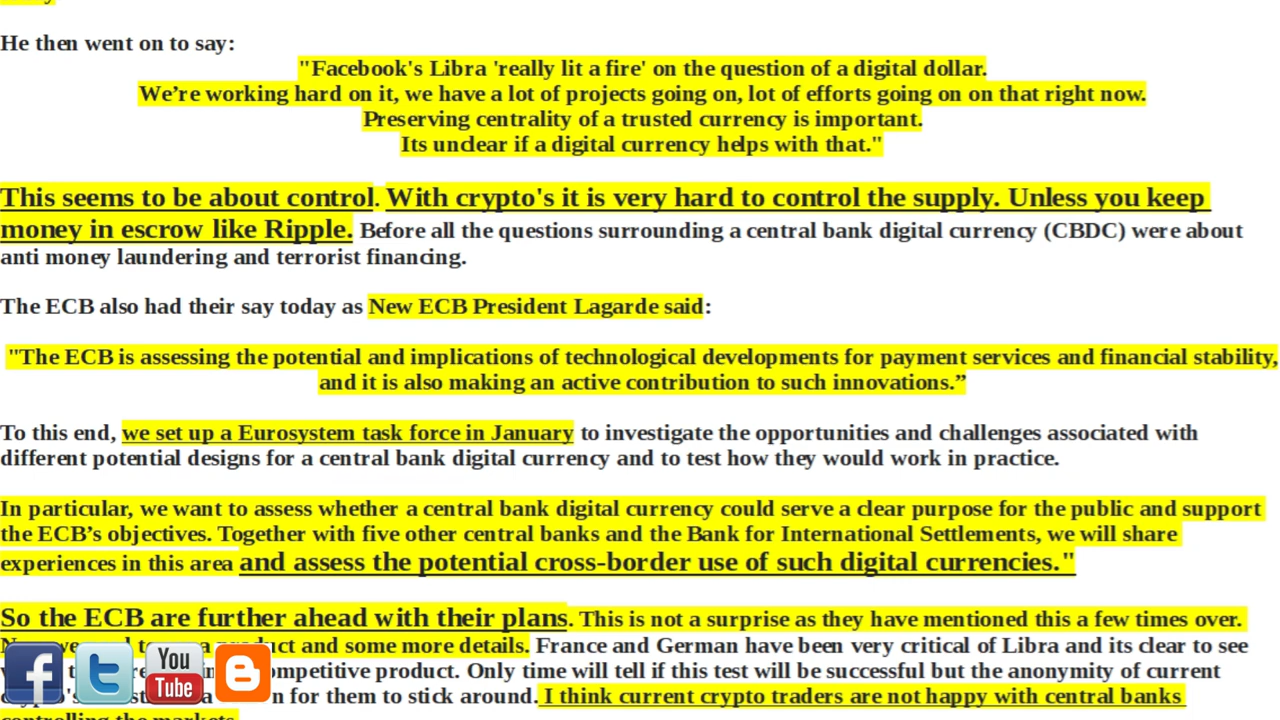 He then went on to say:
"Facebook's Libra 'really lit a fire' on the question of a digital dollar.
We’re working hard on it, we have a lot of projects going on, lot of efforts going on on that right now.
Preserving centrality of a trusted currency is important.
Its unclear if a digital currency helps with that."
This seems to be about control. With crypto's it is very hard to control the supply. Unless you keep
money in escrow like Ripple. Before all the questions surrounding a central bank digital currency (CBDC) were about
anti money laundering and terrorist financing.
The ECB also had their say today as New ECB President Lagarde said:
"The ECB is assessing the potential and implications of technological developments for payment services and financial stability,
and it is also making an active contribution to such innovations.”
To this end, we set up a Eurosystem task force in January to investigate the opportunities and challenges associated with
different potential designs for a central bank digital currency and to test how they would work in practice.
In particular, we want to assess whether a central bank digital currency could serve a clear purpose for the public and support
the ECB’s objectives. Together with five other central banks and the Bank for International Settlements, we will share
experiences in this area and assess the potential cross-border use of such digital currencies."
So the ECB are further ahead with their plans. This is not a surprise as they have mentioned this a few times over.
and some more details. France and German have been very critical of Libra and its clear to see
competitive product. Only time will tell if this test will be successful but the anonymity of current
for them to stick around. I think current crypto traders are not happy with central banks
controlling the markets.
f t You Tube B